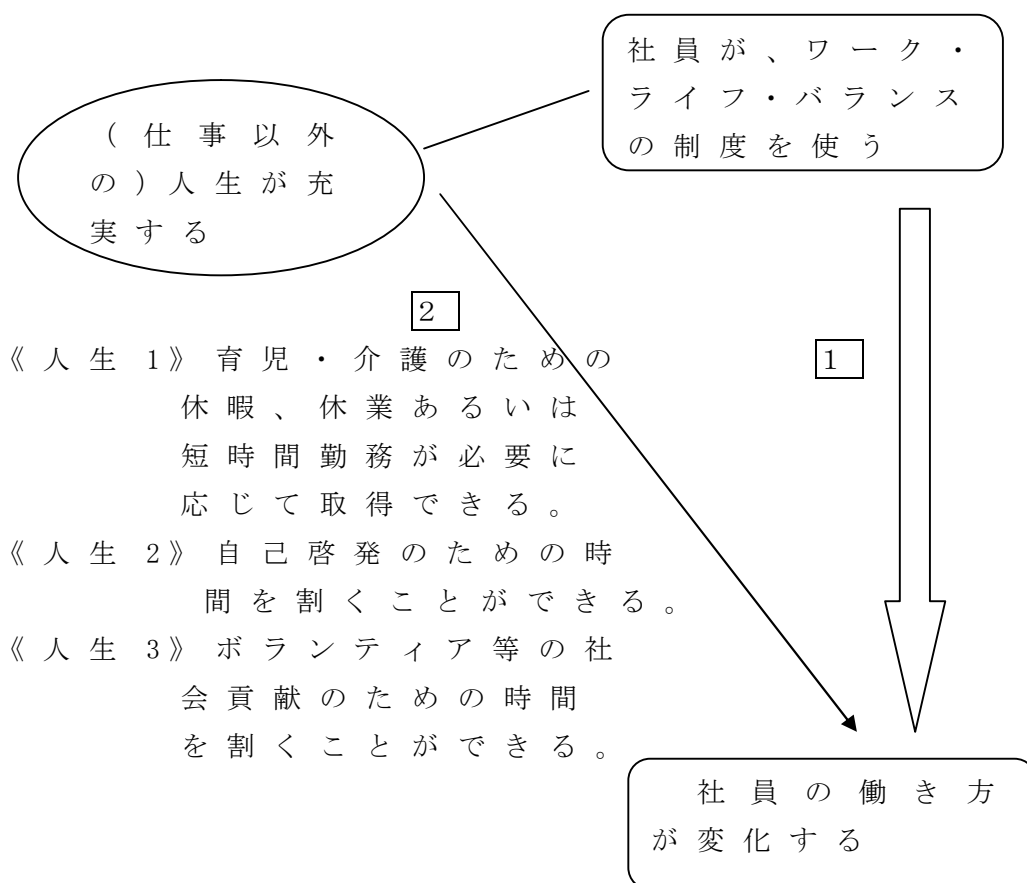 社員が、ワーク・
ライフ・バランス
の制度を使う
(仕事以外
の)人生が充
実する
2
1
《人生1》育児・介護のための
休暇、休業あるいは
短時間勤務が必要に
応じて取得できる。
《人生2》自己啓発のための時
間を割くことができる。
《人生3》ボランティア等の社
会貢献のための時間
を割くことができる。
社員の働き方
が変化する